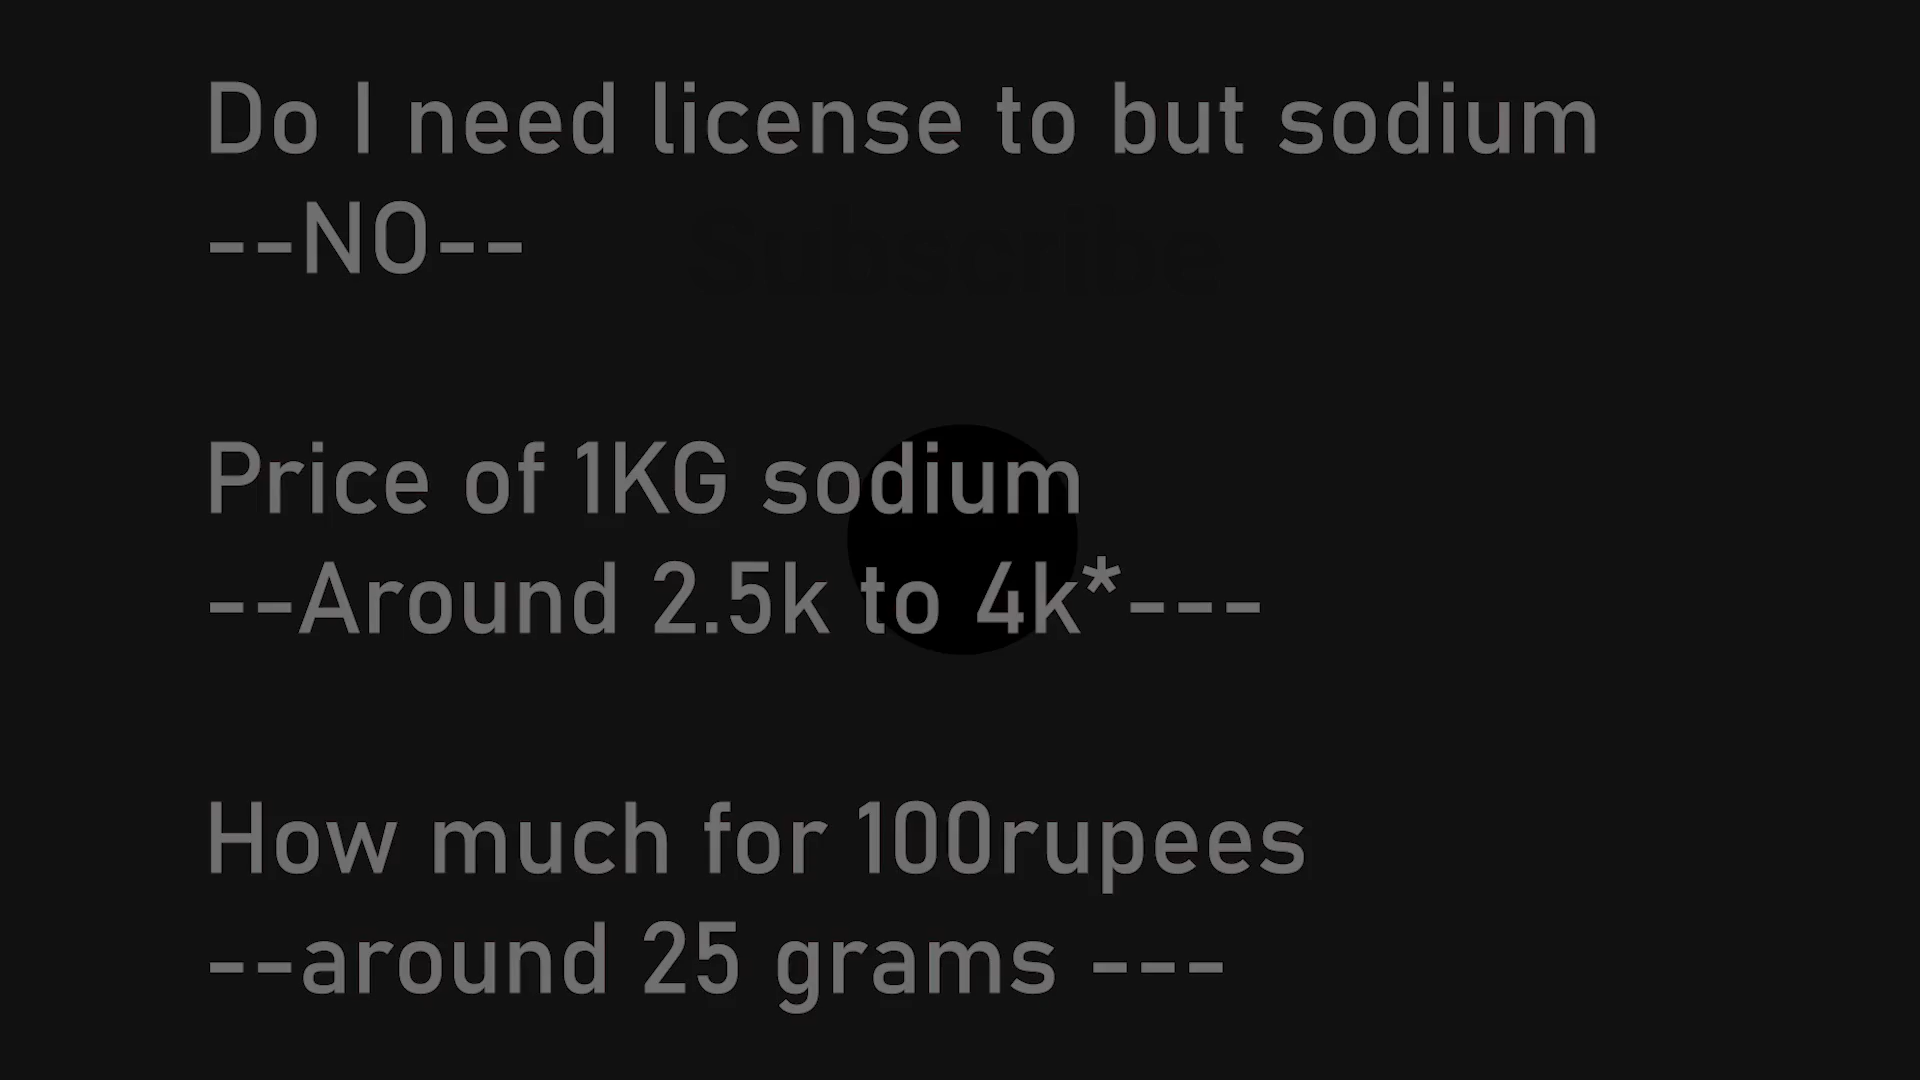 Do I need license to but sodium
--NO--
Subscribe
Price of 1KG sodium
--Around 2.5k to 4k*---
How much for 100rupees
--around 25 grams ---